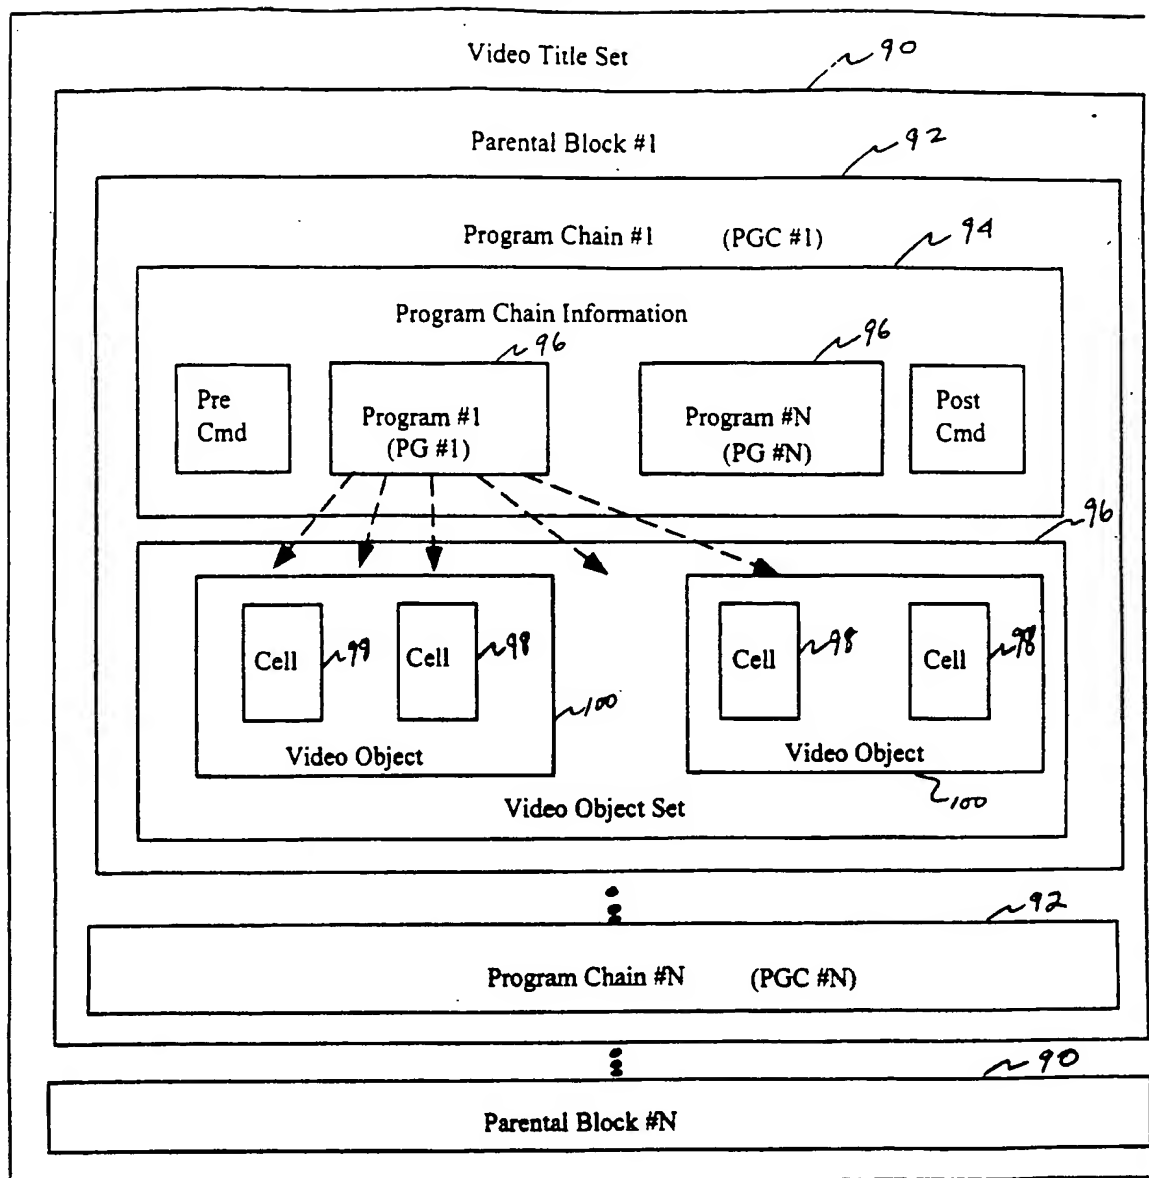 Video Title Set
90
Parental Block #1
92
Program Chain #1 (PGC #1)
94
Program Chain Information
96
96
Pre
Cmd
Program #1
(PG #1)
Program #N
(PG #N)
Post
Cmd
96
Cell
99
Cell
98
Cell
98
Cell
98
100
Video Object
Video Object
100
Video Object Set
92
Program Chain #N (PGC #N)
90
Parental Block #N